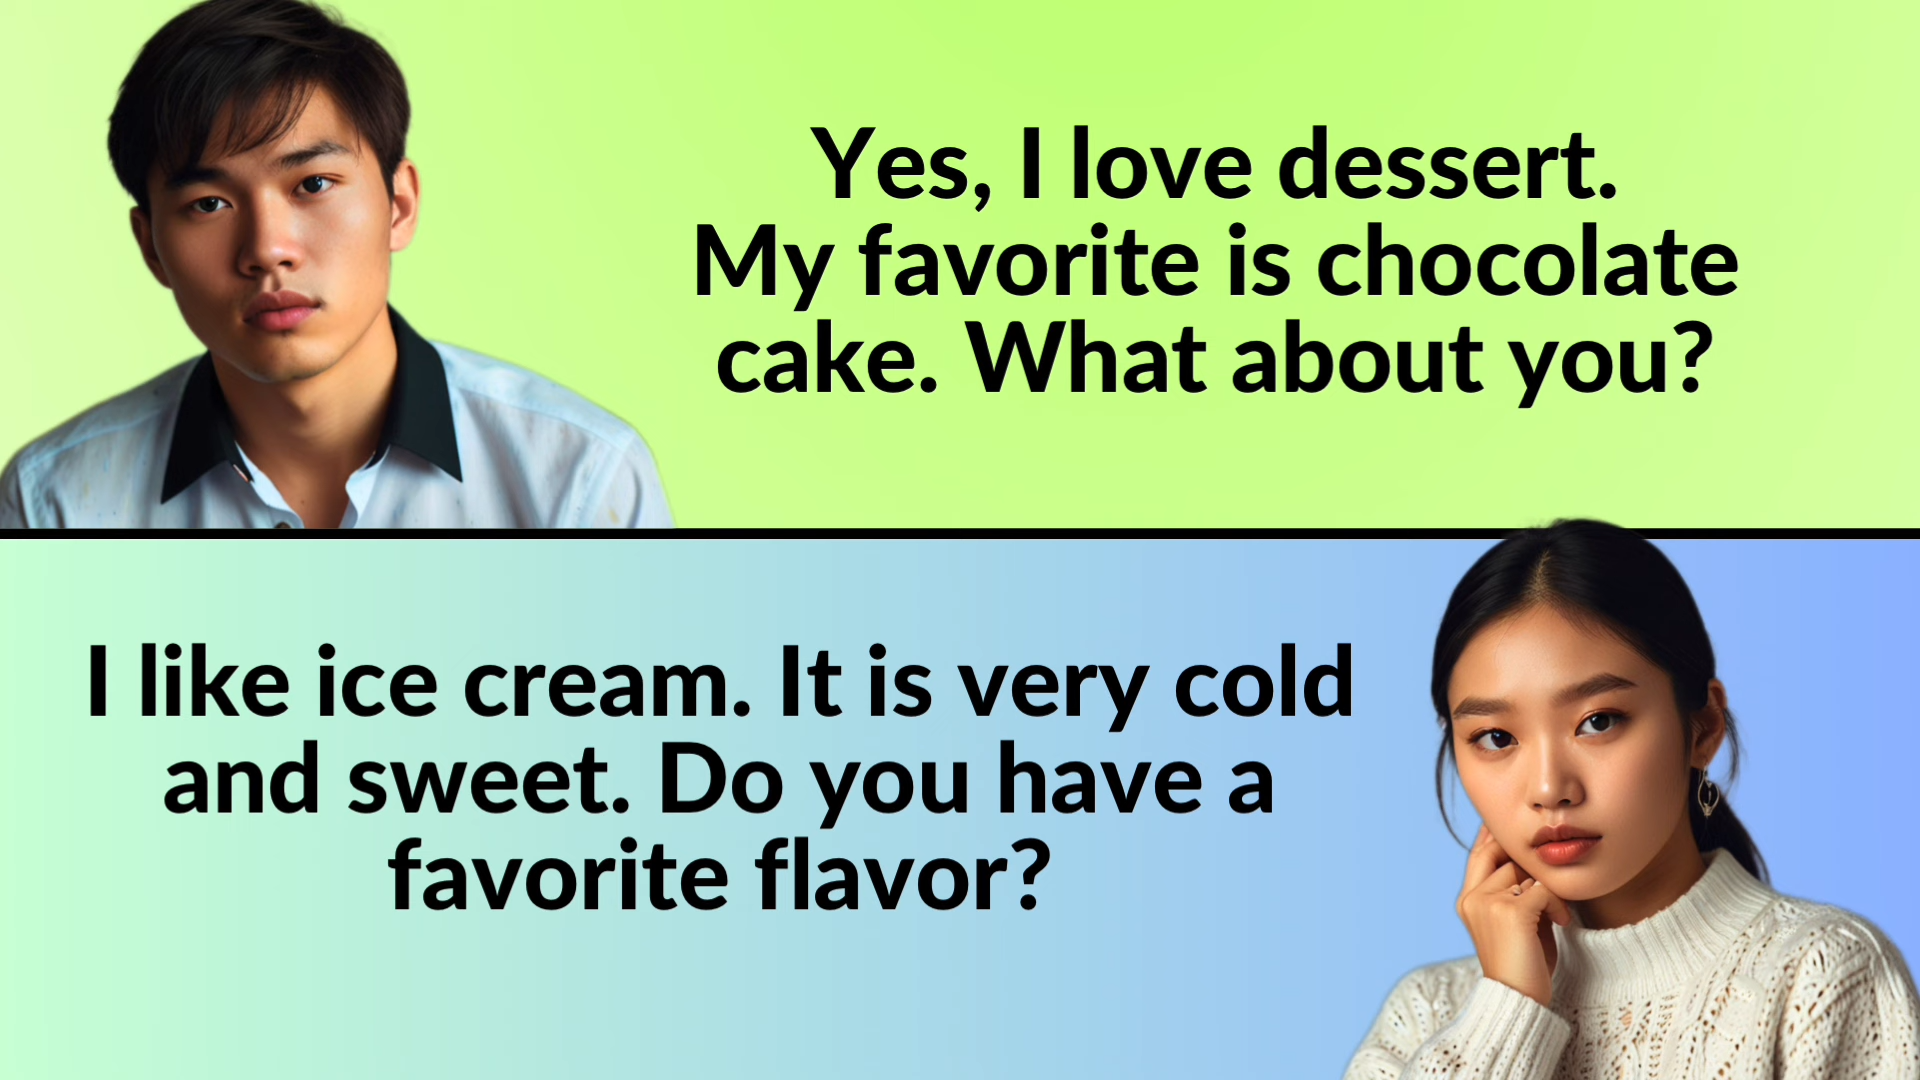 Yes, I love dessert.
My favorite is chocolate
cake. What about you?
I like ice cream. It is very cold
and sweet. Do you have a
favorite flavor?